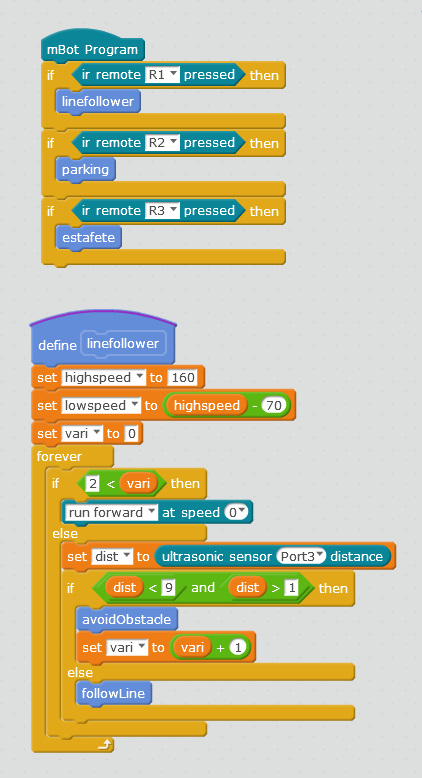 mBot Program
if ir remote R1 pressed then
linefollower
if ir remote R2 pressed then
parking
if ir remote R3 pressed then
estafete
define linefollower
set highspeed to 160
set lowspeed to highspeed - 70
set vari to 0
forever
if 2 < vari then
run forward at speed 0
else
set dist to ultrasonic sensor Port3 distance
if dist < 9 and dist > 1 then
avoidObstacle
set vari to vari + 1
else
followLine